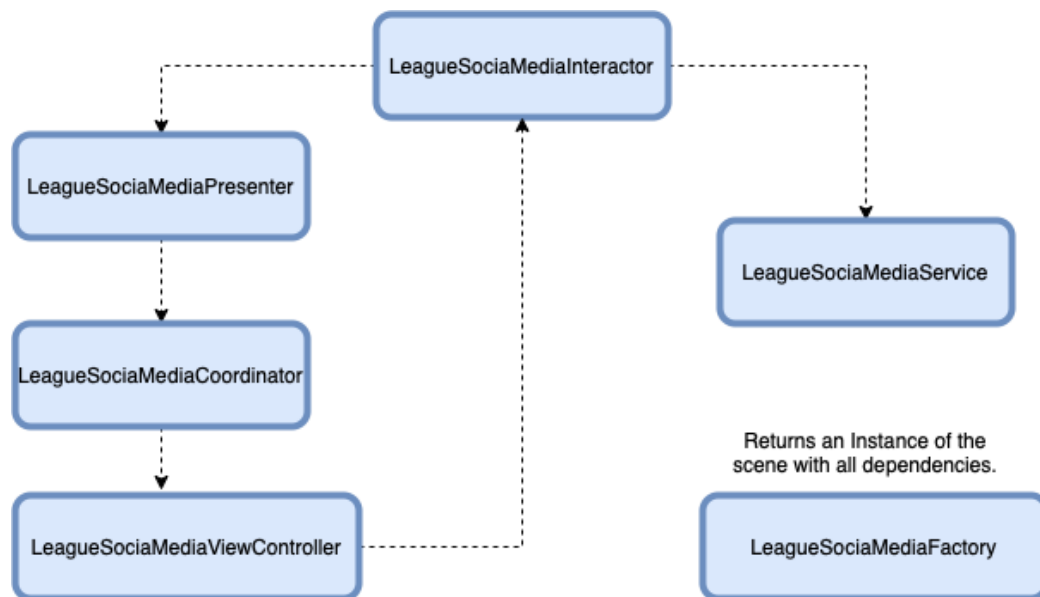 LeagueSociaMediaInteractor
LeagueSociaMediaPresenter
LeagueSociaMediaService
LeagueSociaMediaCoordinator
Returns an Instance of the
scene with all dependencies.
LeagueSociaMediaViewController
LeagueSociaMediaFactory